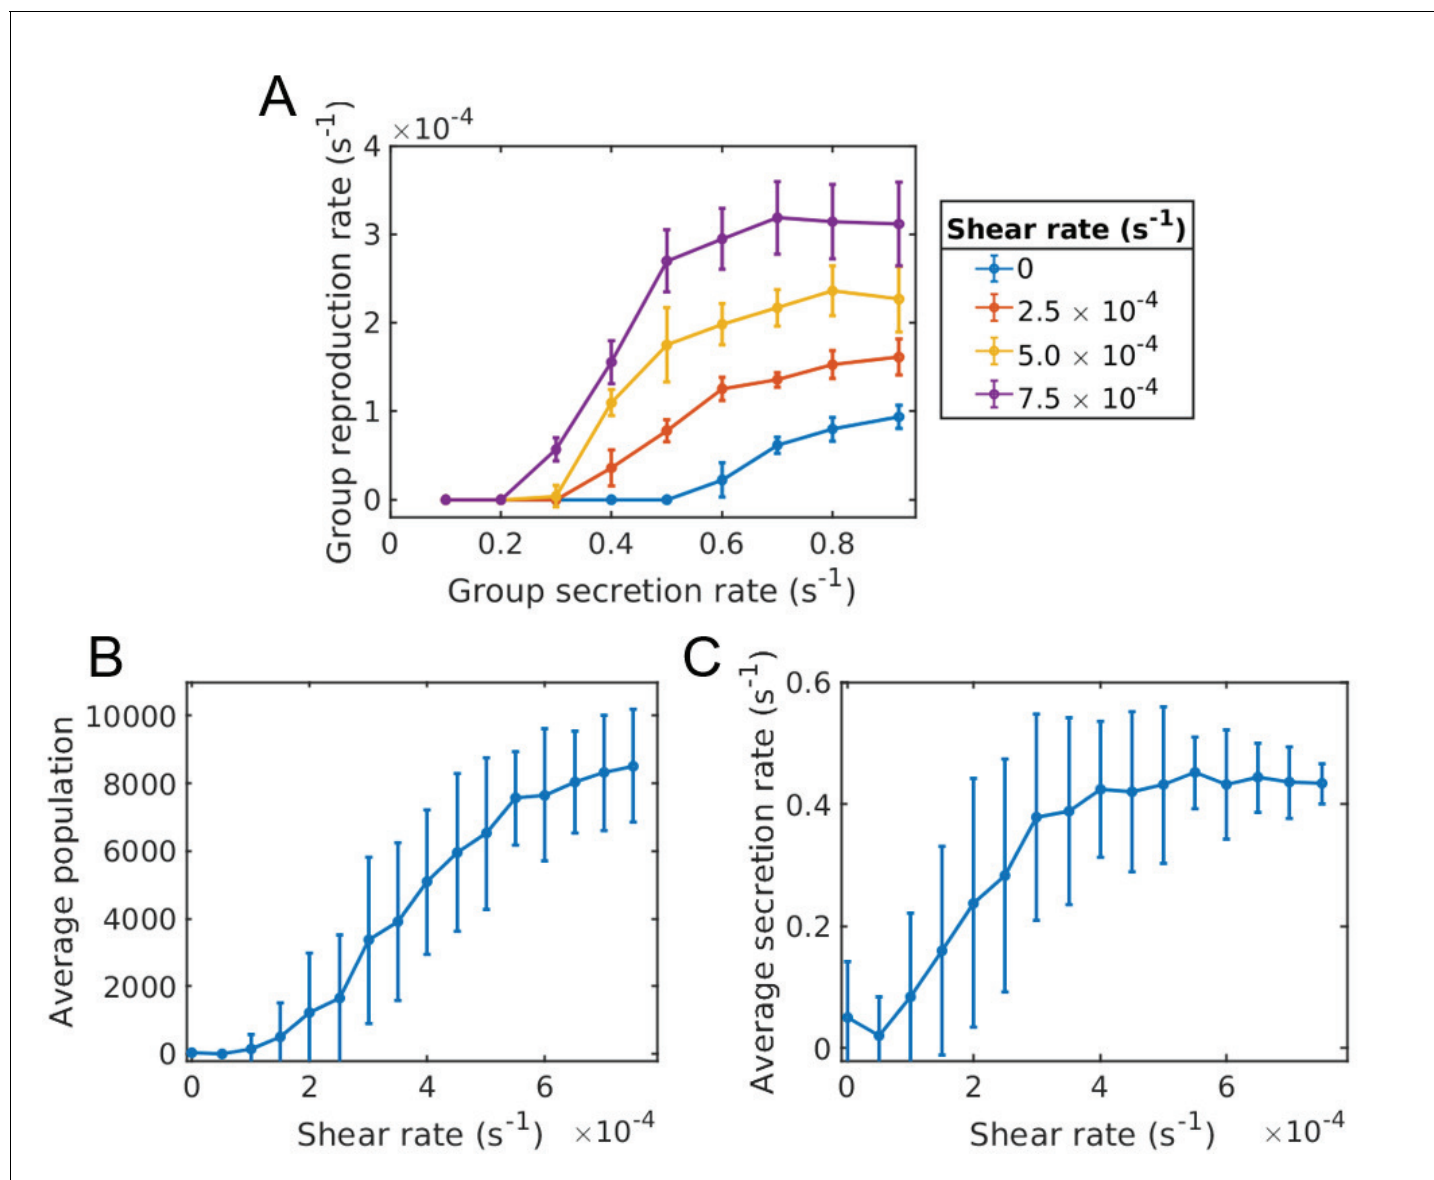 A
×10⁻⁴
Group reproduction rate (s⁻¹)
4
3
2
1
0
0 0.2 0.4 0.6 0.8
Group secretion rate (s⁻¹)
Shear rate (s⁻¹)
0
2.5 × 10⁻⁴
5.0 × 10⁻⁴
7.5 × 10⁻⁴
B
Average population
10000
8000
6000
4000
2000
0
0 2 4 6
Shear rate (s⁻¹) ×10⁻⁴
C
Average secretion rate (s⁻¹)
0.6
0.4
0.2
0
0 2 4 6
Shear rate (s⁻¹) ×10⁻⁴